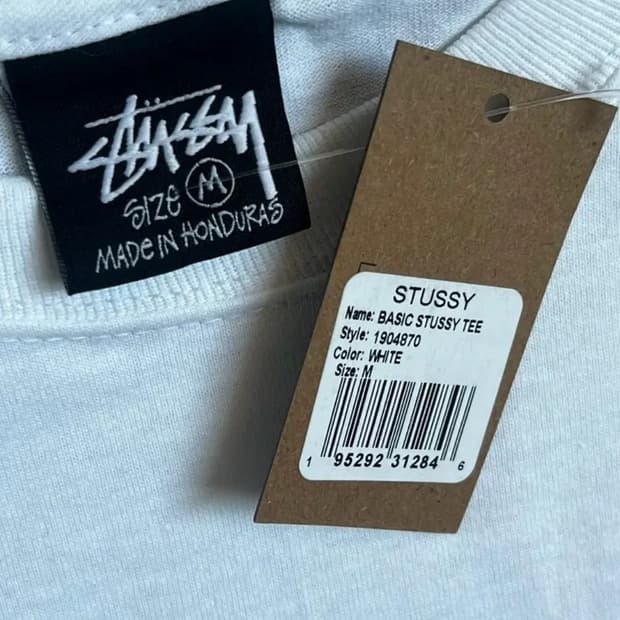 STÜSSY
SIZE M
MADE IN HONDURAS
STUSSY
Name: BASIC STUSSY TEE
Style: 1904870
Color: WHITE
Size: M
1 95292 31284 6